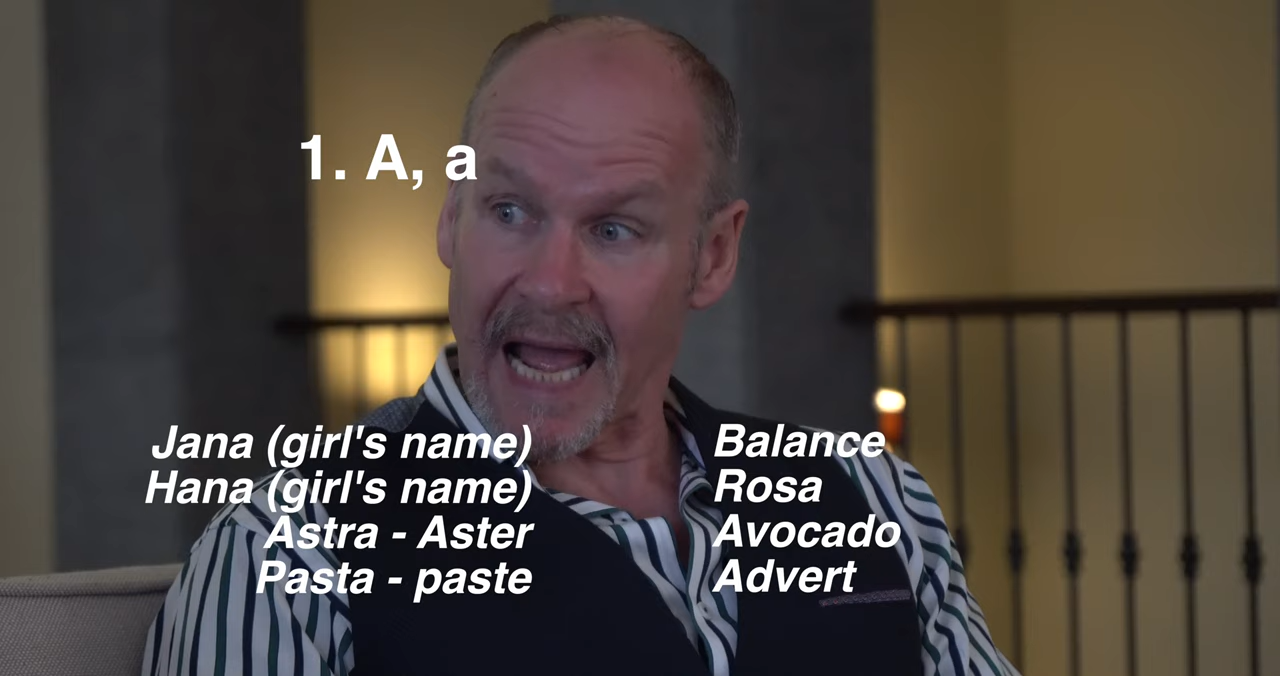 1. A, a
Jana (girl's name)
Hana (girl's name)
Astra - Aster
Pasta - paste
Balance
Rosa
Avocado
Advert